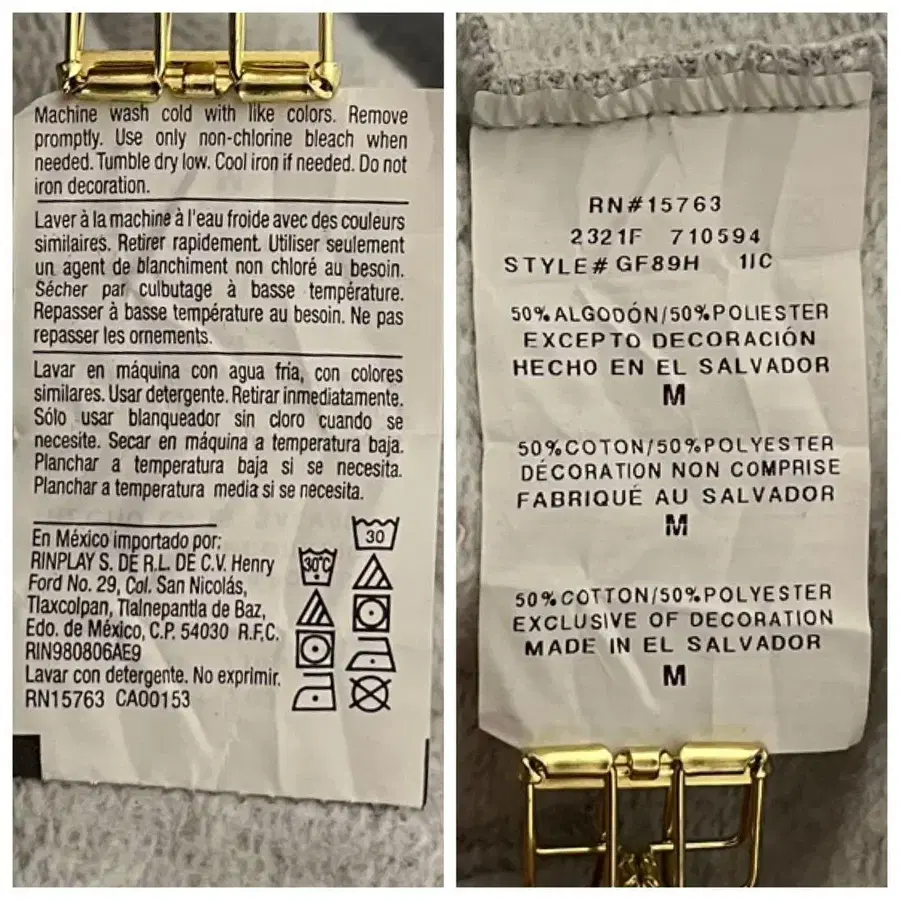 Machine wash cold with like colors. Remove
promptly. Use only non-chlorine bleach when
needed. Tumble dry low. Cool iron if needed. Do not
iron decoration.
Laver à la machine à l'eau froide avec des couleurs
similaires. Retirer rapidement. Utiliser seulement
un agent de blanchiment non chloré au besoin.
Sécher par culbutage à basse température.
Repasser à basse température au besoin. Ne pas
repasser les ornements.
Lavar en máquina con agua fria, con colores
similares. Usar detergente. Retirar inmediatamente.
Sólo usar blanqueador sin cloro cuando se
necesite. Secar en máquina a temperatura baja.
Planchar a temperatura baja si se necesita.
Planchar a temperatura media si se necesita.
En México importado por:
RINPLAY S. DE R.L. DE C.V. Henry
Ford No. 29, Col. San Nicolás,
Tlaxcolpan, Tlalnepantla de Baz,
Edo. de México, C.P. 54030 R.F.C.
RIN980806AE9
Lavar con detergente. No exprimir.
RN15763 CA00153
30
30°C
RN#15763
2321F 710594
STYLE# GF89H 1IC
50%ALGODÓN/50%POLIESTER
EXCEPTO DECORACIÓN
HECHO EN EL SALVADOR
M
50%COTON/50%POLYESTER
DÉCORATION NON COMPRISE
FABRIQUÉ AU SALVADOR
M
50%COTTON/50%POLYESTER
EXCLUSIVE OF DECORATION
MADE IN EL SALVADOR
M